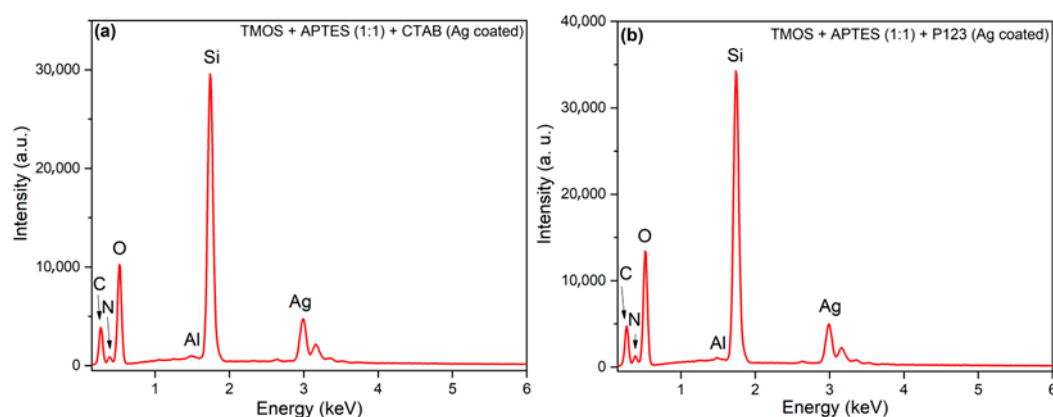 (a) TMOS + APTES (1:1) + CTAB (Ag coated)
Si
30,000
Intensity (a.u.)
20,000
O
10,000
C
N
Al
Ag
0
1 2 3 4 5 6
Energy (keV)
40,000
(b) TMOS + APTES (1:1) + P123 (Ag coated)
Si
30,000
Intensity (a. u.)
20,000
O
10,000
C
N
Al
Ag
0
1 2 3 4 5 6
Energy (keV)